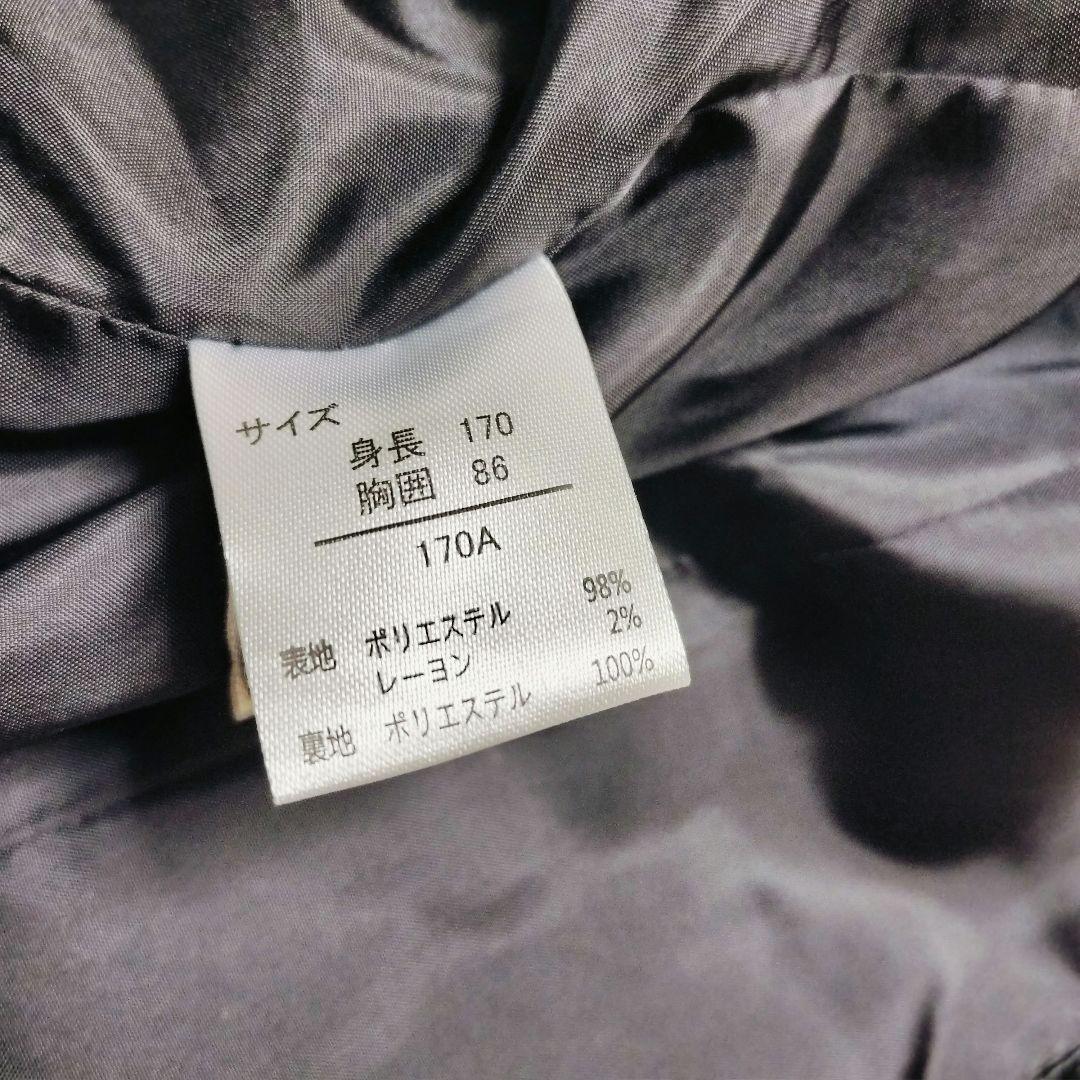 サイズ
身長 170
胸囲 86
170A
表地 ポリエステル 98%
レーヨン 2%
裏地 ポリエステル 100%